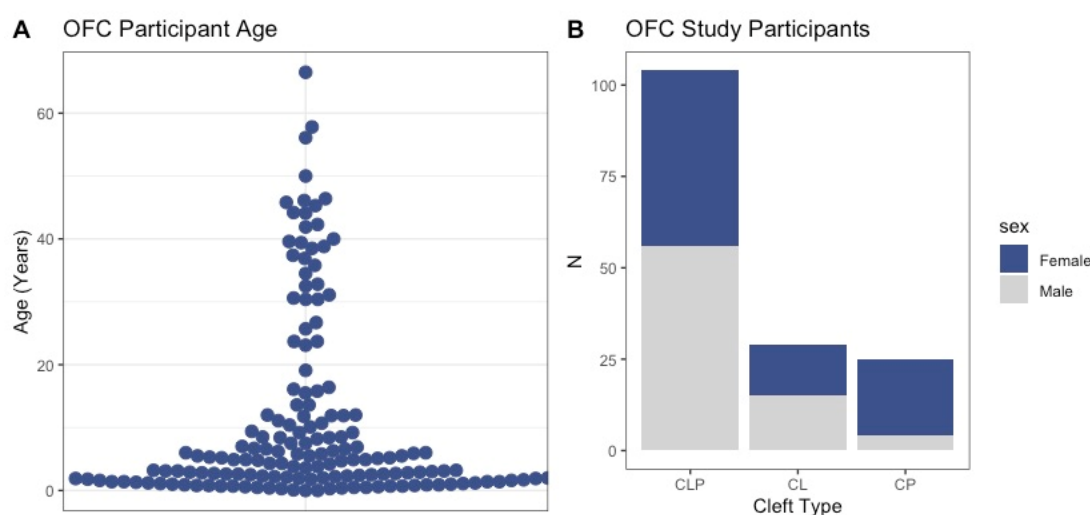 A OFC Participant Age
60
40
20
0
Age (Years)
B OFC Study Participants
100
75
50
25
0
N
CLP CL CP
Cleft Type
sex
Female
Male